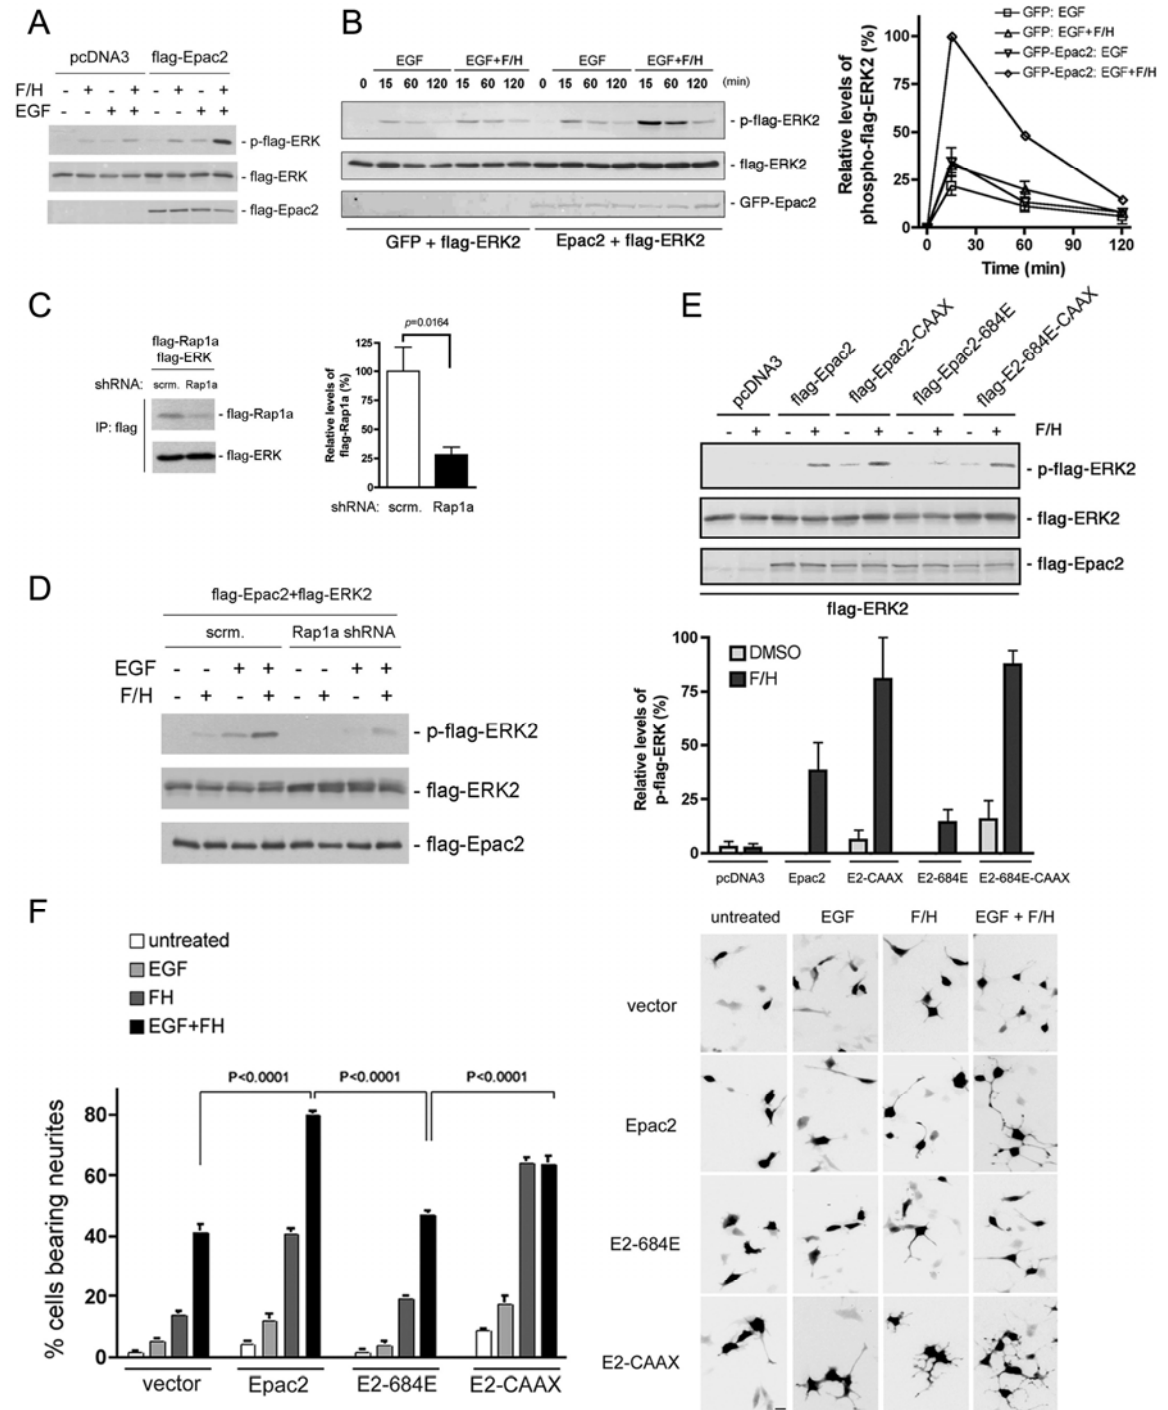 A
pcDNA3 flag-Epac2
F/H - + - + - + - +
EGF - - + + - - + +
- p-flag-ERK
- flag-ERK
- flag-Epac2
B
EGF EGF+F/H EGF EGF+F/H
0 15 60 120 15 60 120 0 15 60 120 15 60 120 (min)
- p-flag-ERK2
- flag-ERK2
- GFP-Epac2
GFP + flag-ERK2 Epac2 + flag-ERK2
GFP: EGF
GFP: EGF+F/H
GFP-Epac2: EGF
GFP-Epac2: EGF+F/H
Relative levels of
phospho-flag-ERK2 (%)
100
75
50
25
0
0 30 60 90 120
Time (min)
C
flag-Rap1a
flag-ERK
shRNA: scrm. Rap1a
IP: flag
- flag-Rap1a
- flag-ERK
p=0.0164
Relative levels of
flag-Rap1a (%)
125
100
75
50
25
0
shRNA: scrm. Rap1a
D
flag-Epac2+flag-ERK2
scrm. Rap1a shRNA
EGF - - + + - - + +
F/H - + - + - + - +
- p-flag-ERK2
- flag-ERK2
- flag-Epac2
E
pcDNA3
flag-Epac2
flag-Epac2-CAAX
flag-Epac2-684E
flag-E2-684E-CAAX
- + - + - + - + - + F/H
- p-flag-ERK2
- flag-ERK2
- flag-Epac2
flag-ERK2
DMSO
F/H
Relative levels of
p-flag-ERK (%)
100
75
50
25
0
pcDNA3 Epac2 E2-CAAX E2-684E E2-684E-CAAX
F
untreated
EGF
FH
EGF+FH
P<0.0001 P<0.0001 P<0.0001
% cells bearing neurites
80
60
40
20
0
vector Epac2 E2-684E E2-CAAX
untreated EGF F/H EGF + F/H
vector
Epac2
E2-684E
E2-CAAX